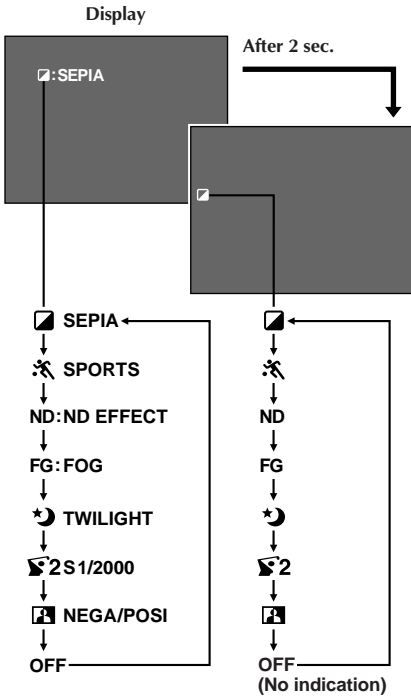 Display
After 2 sec.
:SEPIA
SEPIA
SPORTS
ND:ND EFFECT
FG:FOG
TWILIGHT
2 S1/2000
NEGA/POSI
OFF
ND
FG
2
OFF
(No indication)